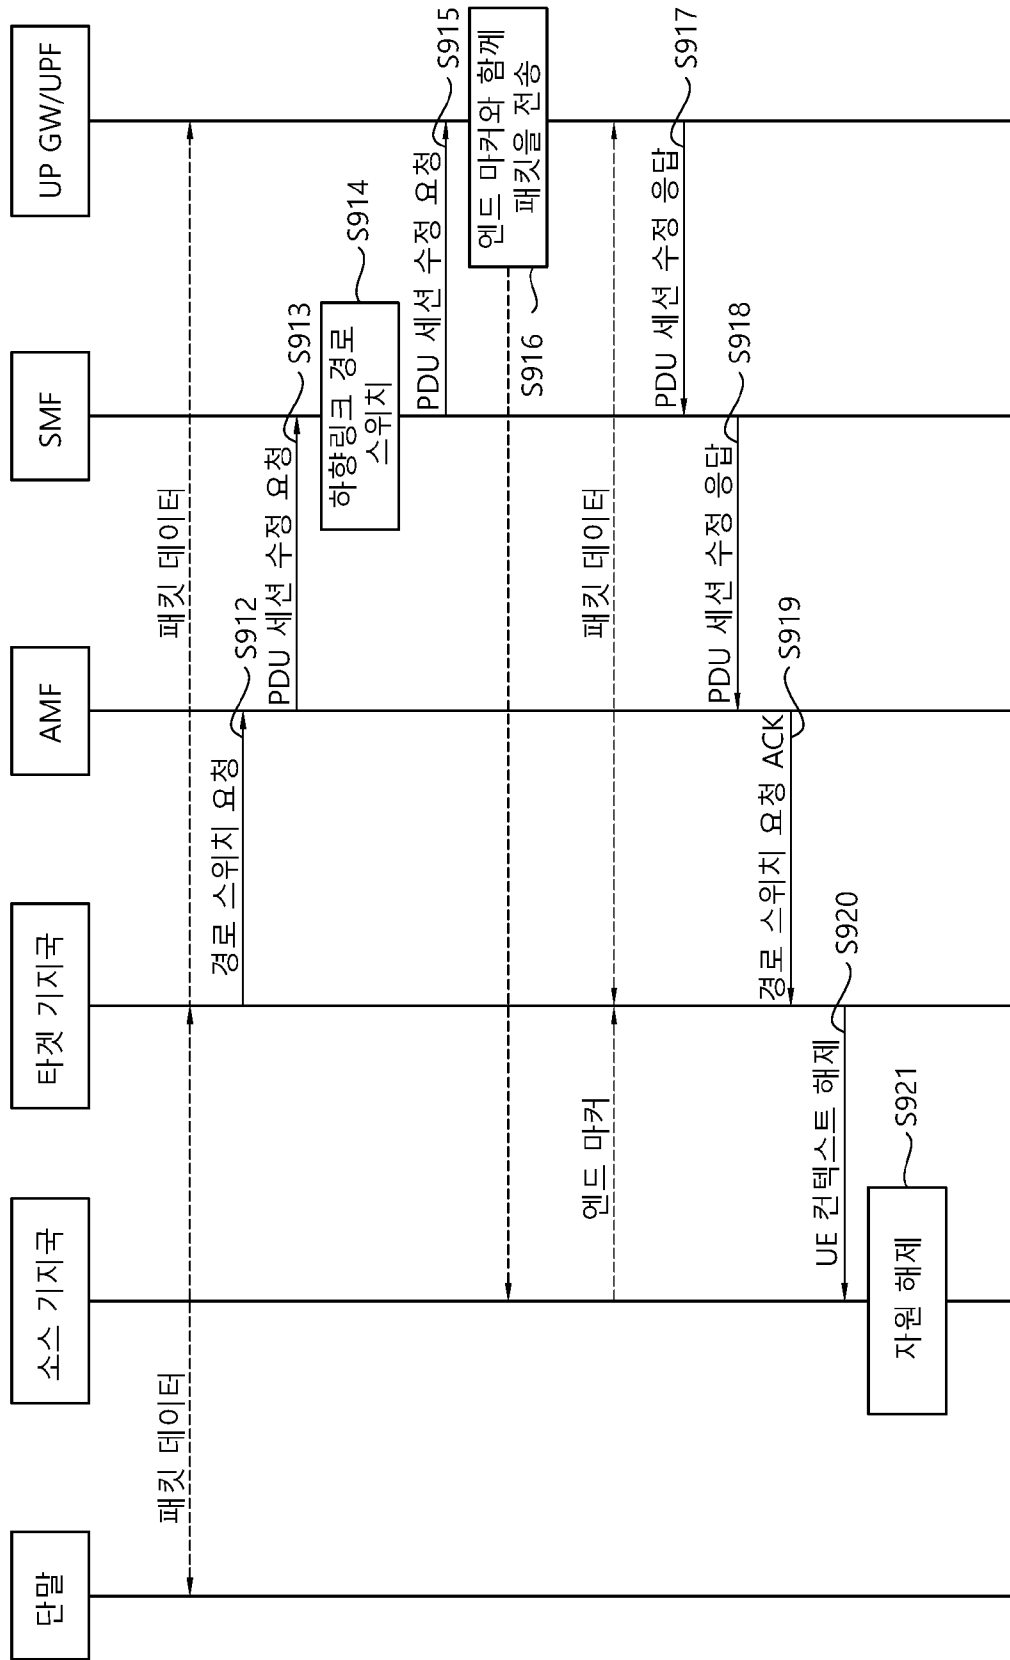 단말
소스 기지국
타겟 기지국
AMF
SMF
UP GW/UPF
패킷 데이터
패킷 데이터
경로 스위치 요청
S912
PDU 세션 수정 요청
S913
하향링크 경로
스위치
S914
PDU 세션 수정 요청
S915
엔드 마커와 함께
패킷을 전송
S916
엔드 마커
패킷 데이터
PDU 세션 수정 응답
S917
PDU 세션 수정 응답
S918
경로 스위치 요청 ACK
S919
UE 컨텍스트 해제
S920
자원 해제
S921